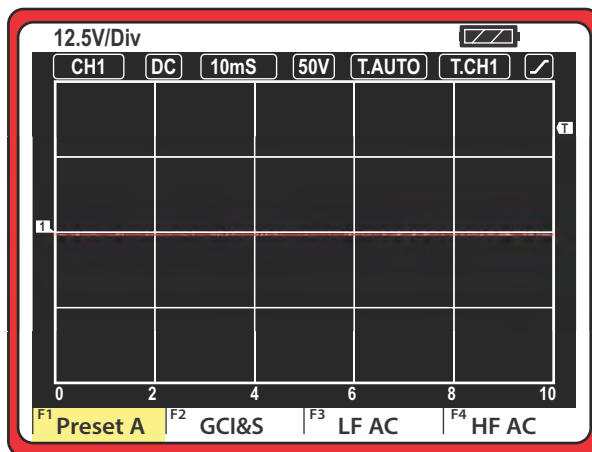 12.5V/Div
CH1 DC 10mS 50V T.AUTO T.CH1
T
1
0 2 4 6 8 10
F1 Preset A F2 GCI&S F3 LF AC F4 HF AC